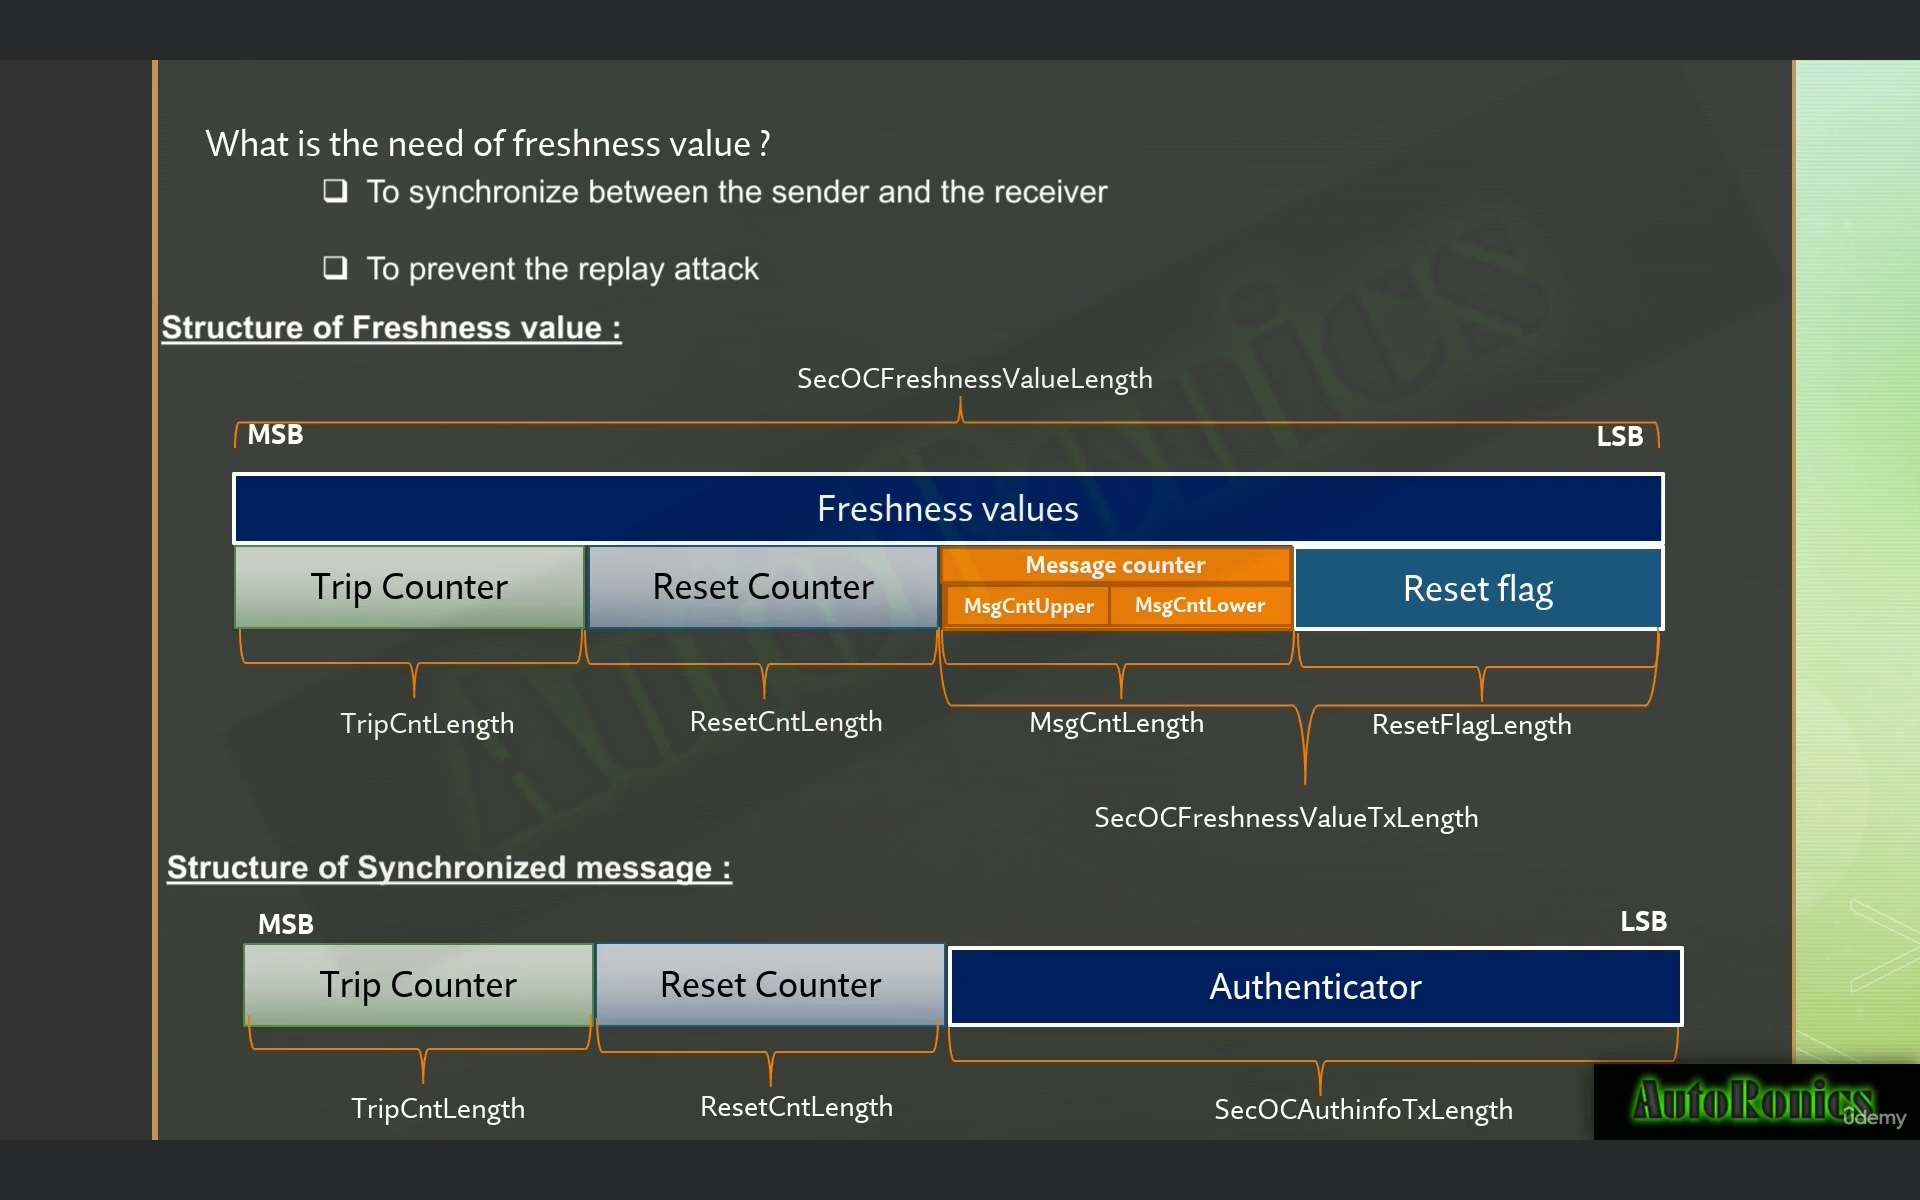 What is the need of freshness value ?
❑ To synchronize between the sender and the receiver
❑ To prevent the replay attack
Structure of Freshness value :
SecOCFreshnessValueLength
MSB LSB
Freshness values
Trip Counter Reset Counter Message counter Reset flag
MsgCntUpper MsgCntLower
TripCntLength ResetCntLength MsgCntLength ResetFlagLength
SecOCFreshnessValueTxLength
Structure of Synchronized message :
MSB LSB
Trip Counter Reset Counter Authenticator
TripCntLength ResetCntLength SecOCAuthinfoTxLength
AutoRonics
AutoRonics
ûdemy